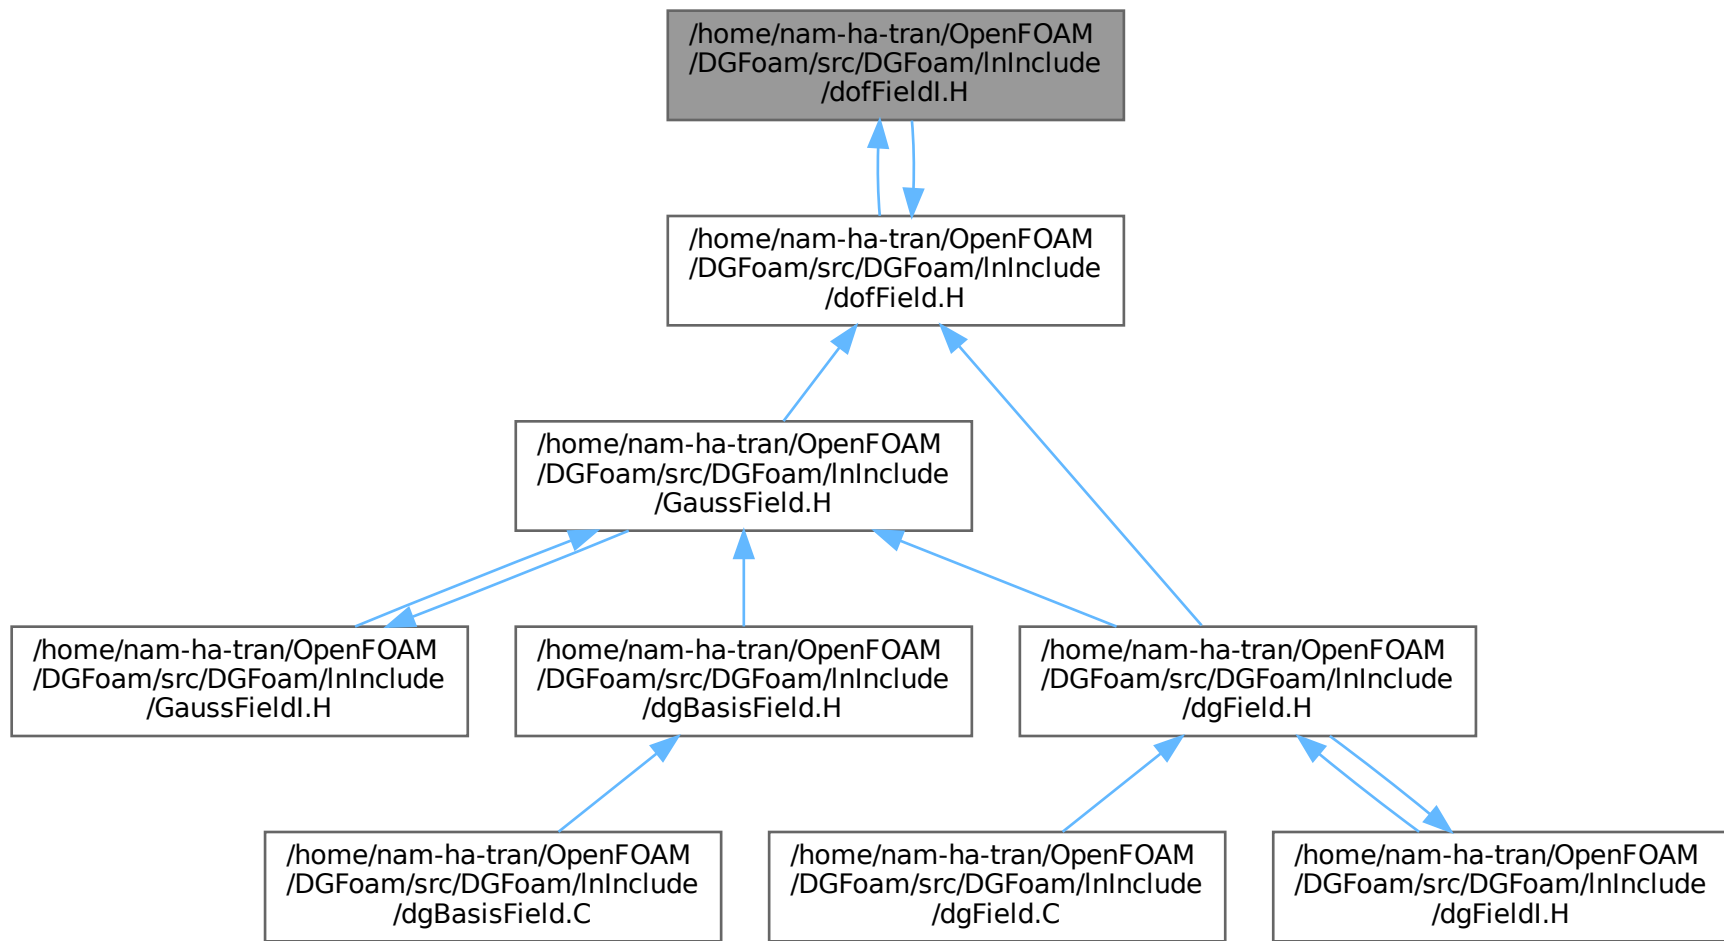 /home/nam-ha-tran/OpenFOAM
/DGFoam/src/DGFoam/lnInclude
/dofFieldI.H
/home/nam-ha-tran/OpenFOAM
/DGFoam/src/DGFoam/lnInclude
/dofField.H
/home/nam-ha-tran/OpenFOAM
/DGFoam/src/DGFoam/lnInclude
/GaussField.H
/home/nam-ha-tran/OpenFOAM
/DGFoam/src/DGFoam/lnInclude
/GaussFieldI.H
/home/nam-ha-tran/OpenFOAM
/DGFoam/src/DGFoam/lnInclude
/dgBasisField.H
/home/nam-ha-tran/OpenFOAM
/DGFoam/src/DGFoam/lnInclude
/dgField.H
/home/nam-ha-tran/OpenFOAM
/DGFoam/src/DGFoam/lnInclude
/dgBasisField.C
/home/nam-ha-tran/OpenFOAM
/DGFoam/src/DGFoam/lnInclude
/dgField.C
/home/nam-ha-tran/OpenFOAM
/DGFoam/src/DGFoam/lnInclude
/dgFieldI.H